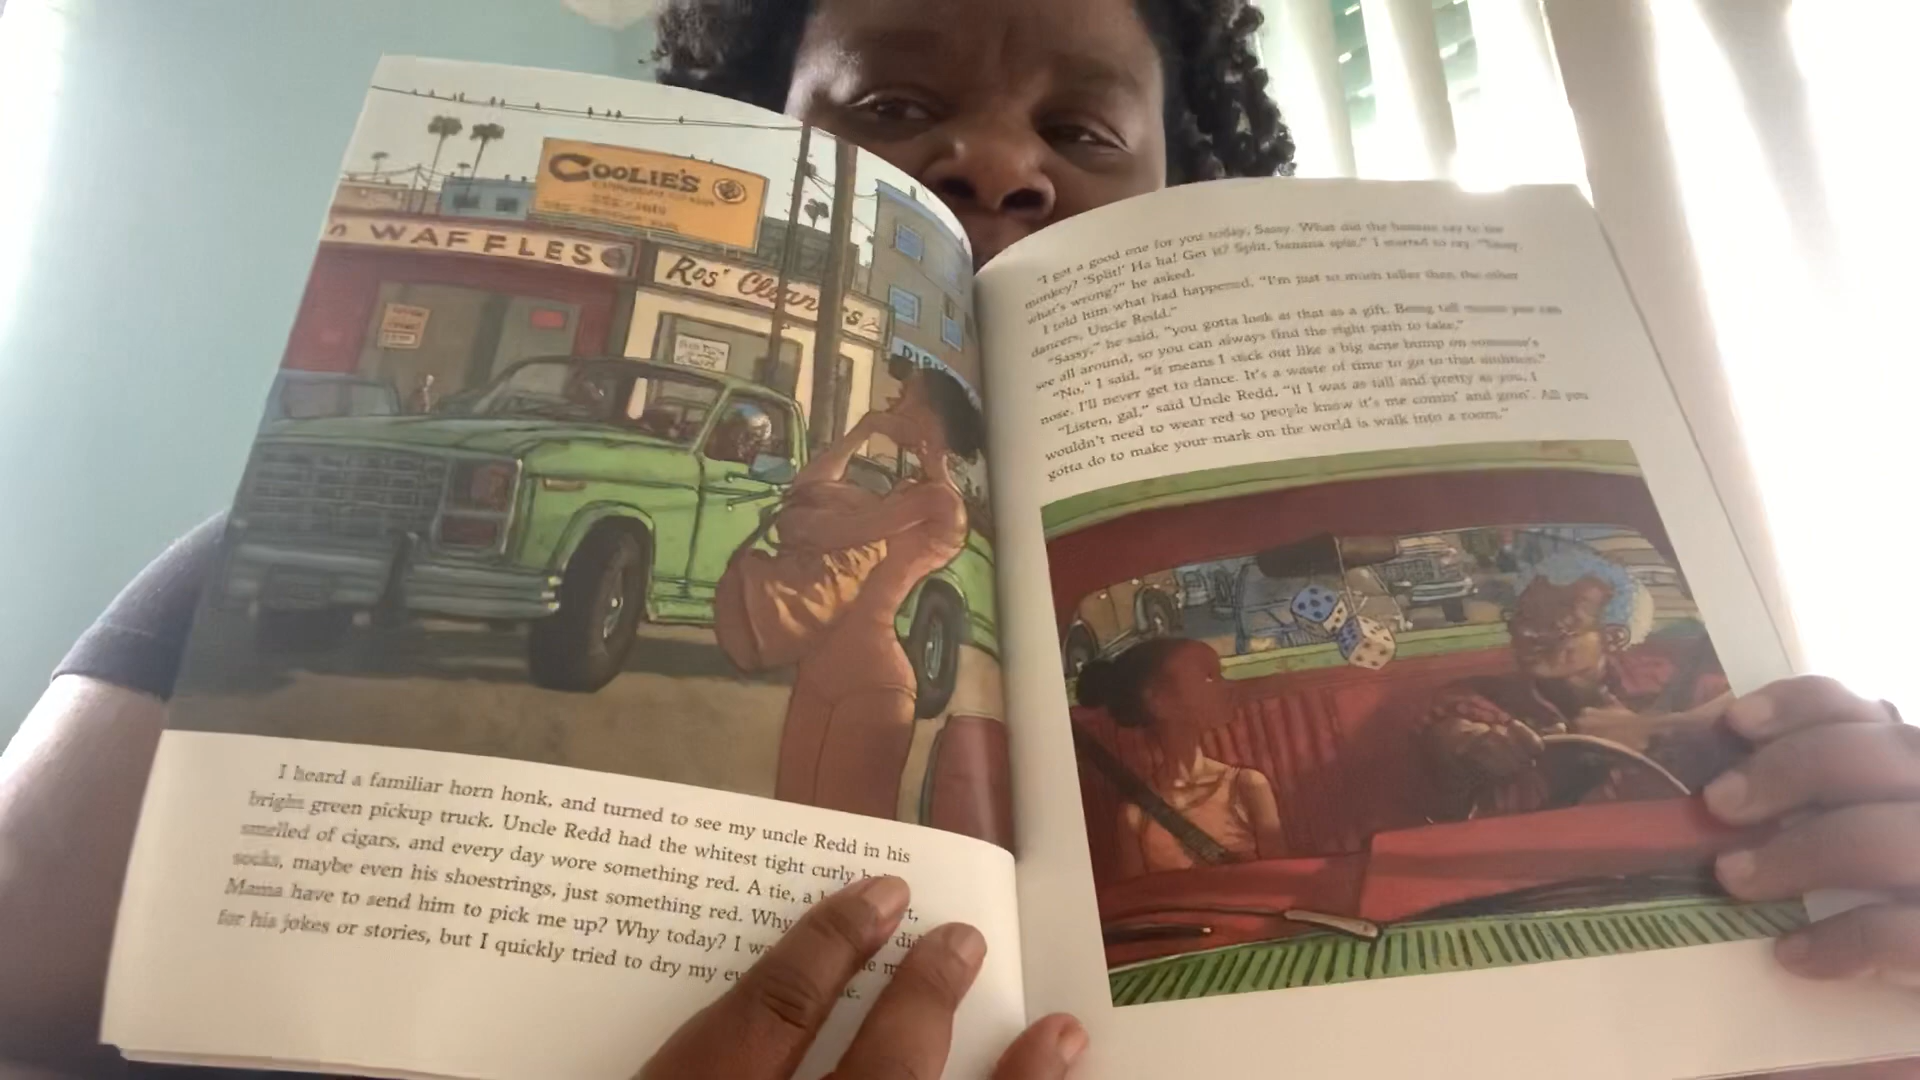 COOLIE'S
WAFFLES
Ros' Cleaners
I heard a familiar horn honk, and turned to see my uncle Redd in his
bright green pickup truck. Uncle Redd had the whitest tight curly
smelled of cigars, and every day wore something red. A tie, a
socks, maybe even his shoestrings, just something red. Why
Mama have to send him to pick me up? Why today? I
for his jokes or stories, but I quickly tried to dry my
"I got a good one for you today, Sassy. What did the banana say to the
monkey? 'Split!' Ha ha! Get it? Split, banana split." I started to cry. "Sassy,
what's wrong?" he asked.
I told him what had happened. "I'm just so much taller than the other
dancers, Uncle Redd."
"Sassy," he said, "you gotta look at that as a gift. Being tall means you can
see all around, so you can always find the right path to take."
"No," I said, "it means I stick out like a big acne bump on someone's
nose. I'll never get to dance. It's a waste of time to go to that audition."
"Listen, gal," said Uncle Redd, "if I was as tall and pretty as you, I
wouldn't need to wear red so people know it's me comin' and goin'. All you
gotta do to make your mark on the world is walk into a room."